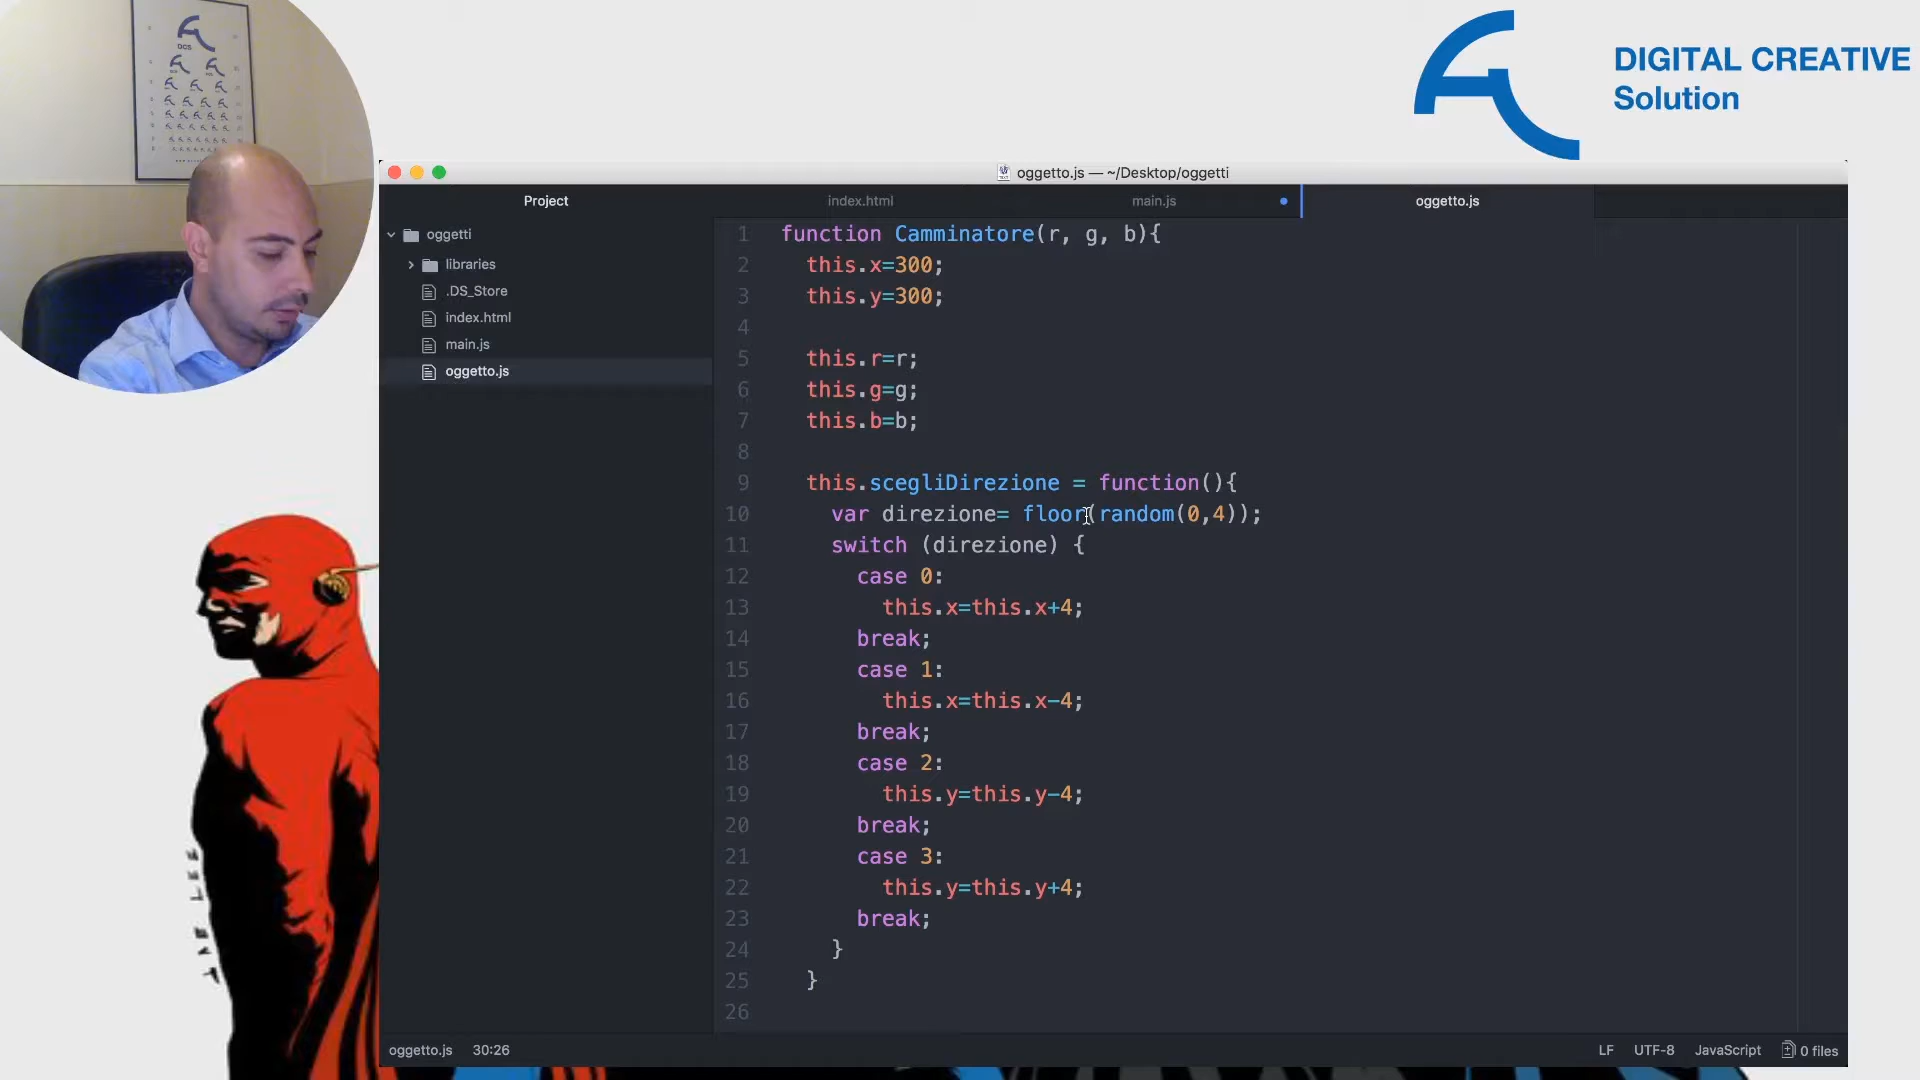 OCS
DIGITAL CREATIVE
Solution
oggetto.js — ~/Desktop/oggetti
Project
index.html
main.js
oggetto.js
oggetti
libraries
.DS_Store
index.html
main.js
oggetto.js
1 function Camminatore(r, g, b){
2 this.x=300;
3 this.y=300;
4
5 this.r=r;
6 this.g=g;
7 this.b=b;
8
9 this.scegliDirezione = function(){
10 var direzione= floor(random(0,4));
11 switch (direzione) {
12 case 0:
13 this.x=this.x+4;
14 break;
15 case 1:
16 this.x=this.x-4;
17 break;
18 case 2:
19 this.y=this.y-4;
20 break;
21 case 3:
22 this.y=this.y+4;
23 break;
24 }
25 }
26
oggetto.js 30:26
LF UTF-8 JavaScript 0 files